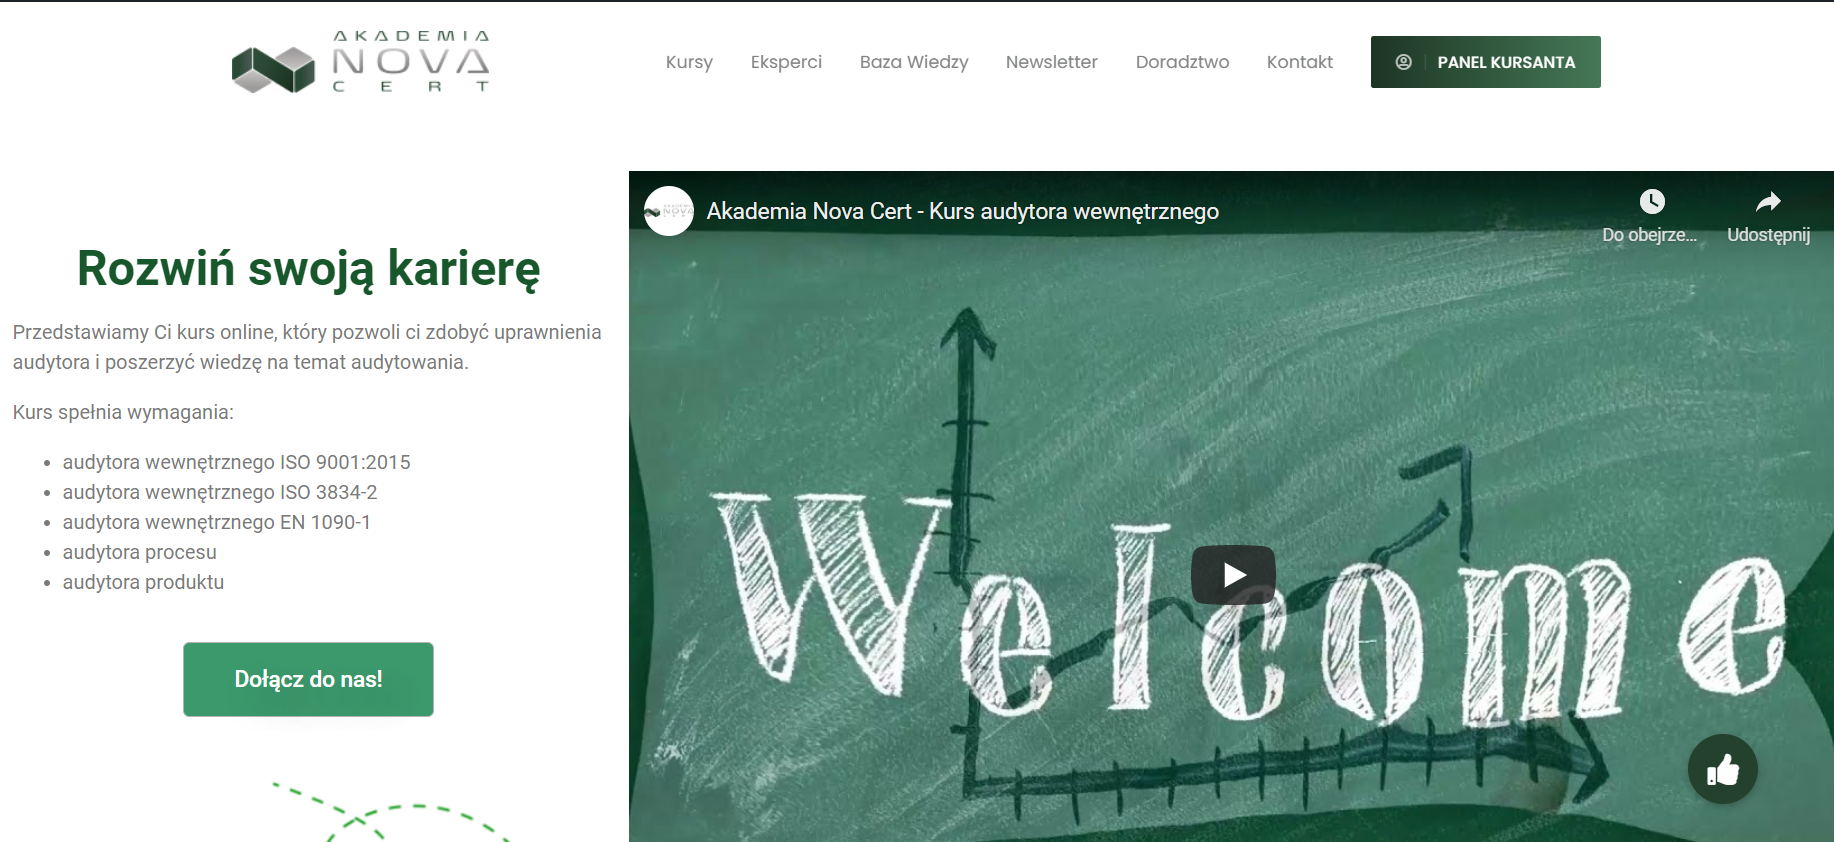 AKADEMIA
NOVA
CERT
Kursy
Eksperci
Baza Wiedzy
Newsletter
Doradztwo
Kontakt
PANEL KURSANTA
Rozwiń swoją karierę
Przedstawiamy Ci kurs online, który pozwoli ci zdobyć uprawnienia
audytora i poszerzyć wiedzę na temat audytowania.
Kurs spełnia wymagania:
audytora wewnętrznego ISO 9001:2015
audytora wewnętrznego ISO 3834-2
audytora wewnętrznego EN 1090-1
audytora procesu
audytora produktu
Dołącz do nas!
AKADEMIA
NOVA
CERT
Akademia Nova Cert - Kurs audytora wewnętrznego
Do obejrze...
Udostępnij
Welcome